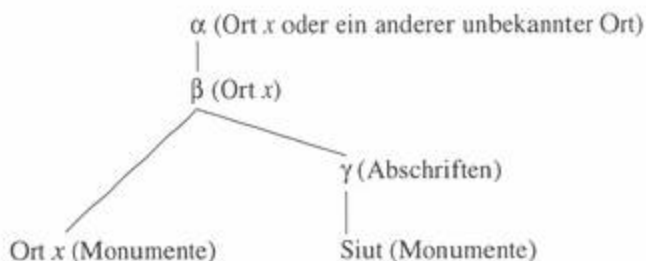 α (Ort x oder ein anderer unbekannter Ort)
β (Ort x)
γ (Abschriften)
Ort x (Monumente) Siut (Monumente)